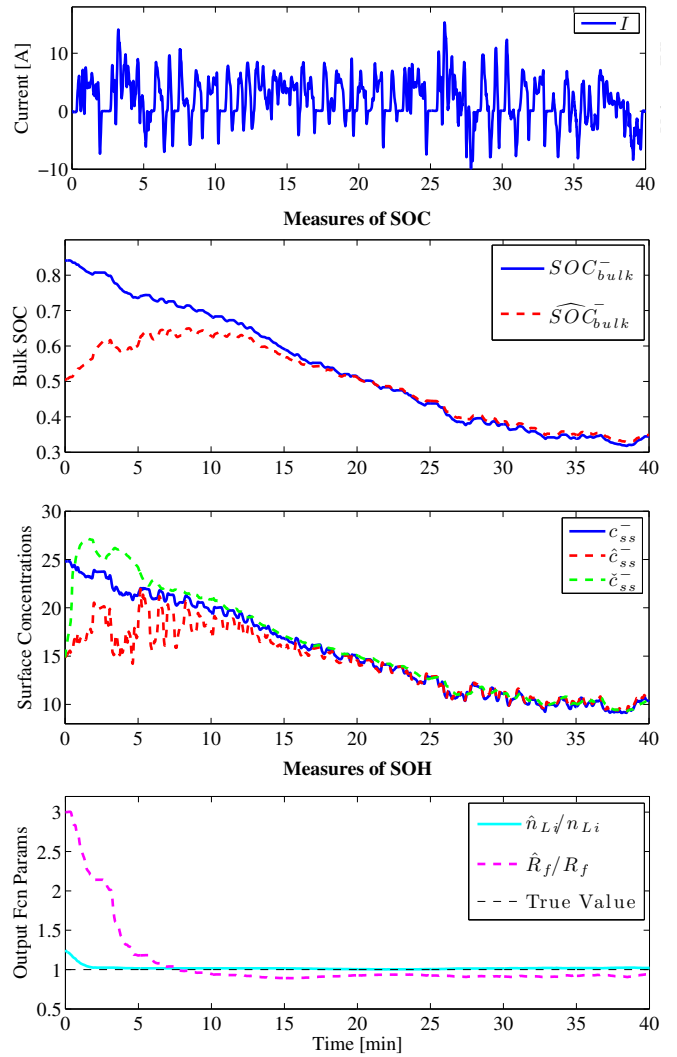 10
0
−10
Current [A]
I
0 5 10 15 20 25 30 35 40
Measures of SOC
0.8
0.7
0.6
0.5
0.4
0.3
Bulk SOC
SOC⁻bulk
ŜOC⁻bulk
0 5 10 15 20 25 30 35 40
30
25
20
15
10
Surface Concentrations
c⁻ss
ĉ⁻ss
č⁻ss
0 5 10 15 20 25 30 35 40
Measures of SOH
3
2.5
2
1.5
1
0.5
Output Fcn Params
n̂Li/nLi
R̂f/Rf
True Value
0 5 10 15 20 25 30 35 40
Time [min]